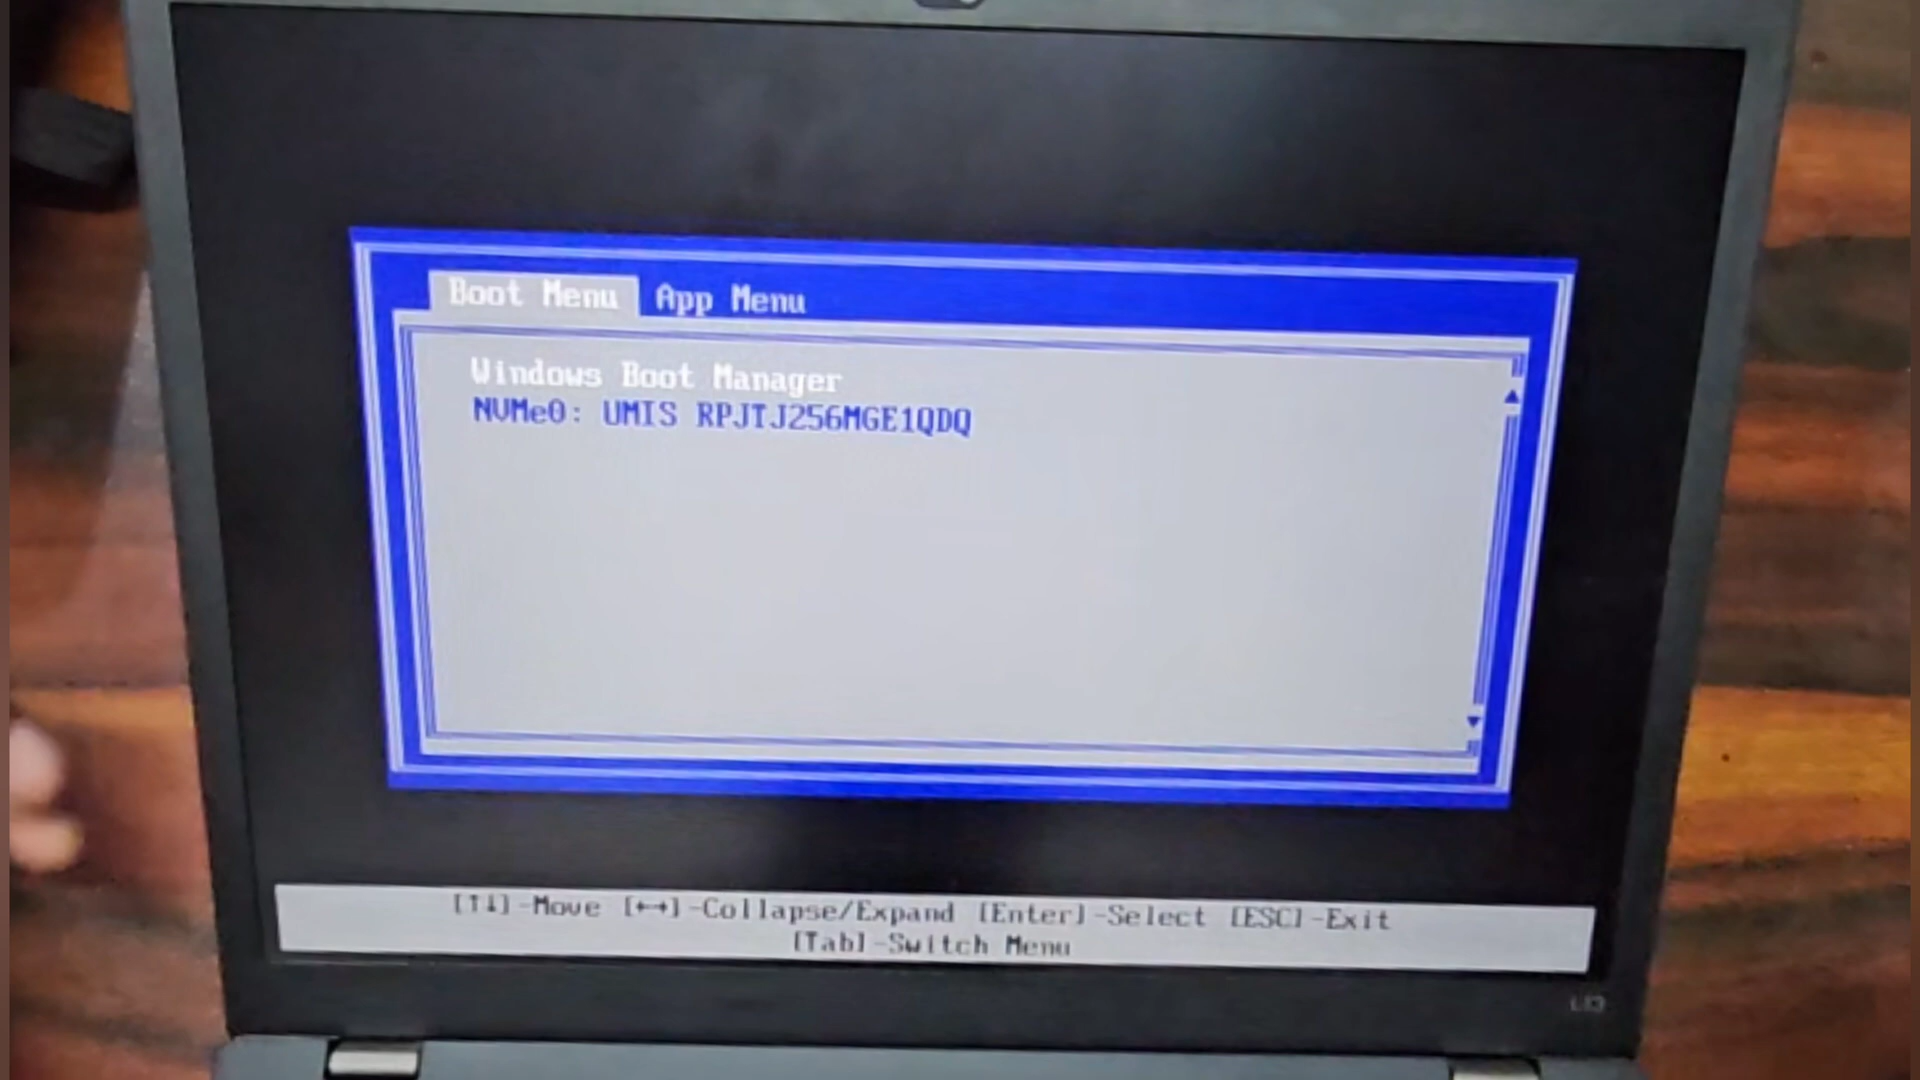 Boot Menu App Menu
Windows Boot Manager
NVMe0: UMIS RPJTJ256MGE1QDQ
[↑↓]-Move [←→]-Collapse/Expand [Enter]-Select [ESC]-Exit
[Tab]-Switch Menu